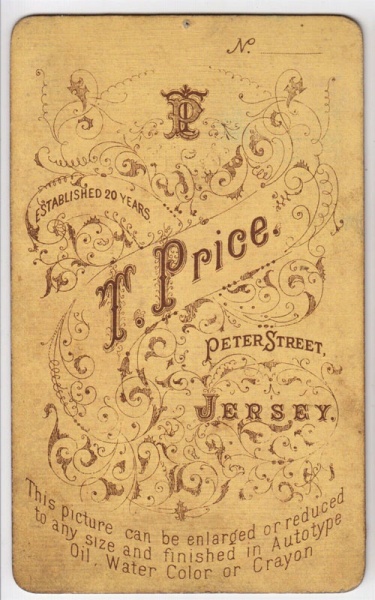 No.
TP
ESTABLISHED 20 YEARS
T. Price.
PETER STREET,
JERSEY.
This picture can be enlarged or reduced
to any size and finished in Autotype
Oil, Water Color or Crayon